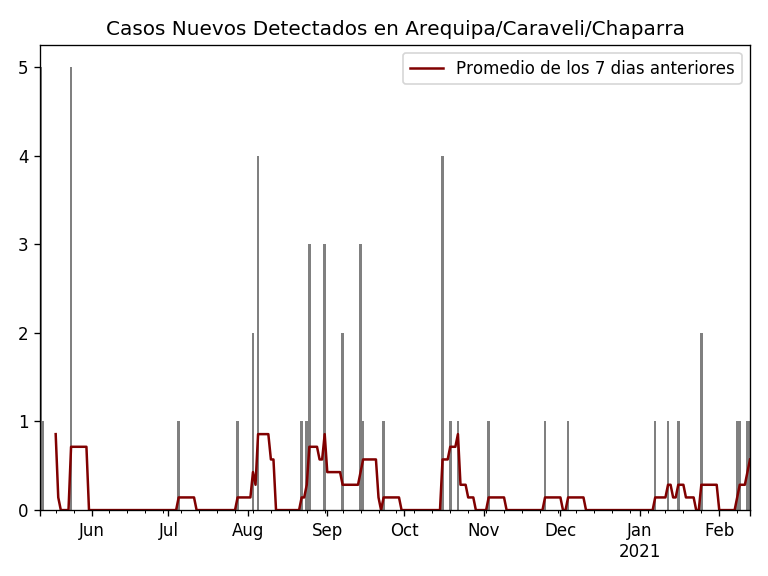 Casos Nuevos Detectados en Arequipa/Caraveli/Chaparra
Promedio de los 7 dias anteriores
5
4
3
2
1
0
Jun Jul Aug Sep Oct Nov Dec Jan Feb
2021